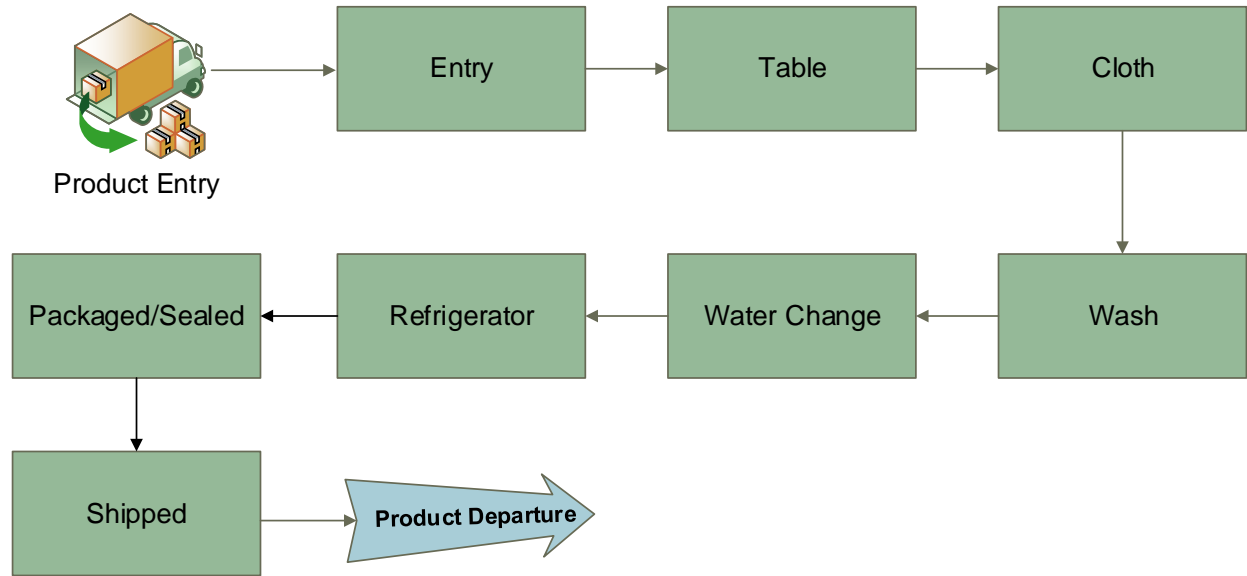 Product Entry
Entry
Table
Cloth
Wash
Water Change
Refrigerator
Packaged/Sealed
Shipped
Product Departure